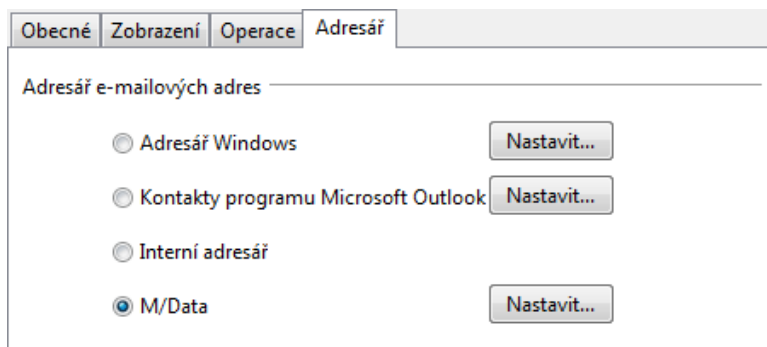 Obecné Zobrazení Operace Adresář
Adresář e-mailových adres
Adresář Windows Nastavit...
Kontakty programu Microsoft Outlook Nastavit...
Interní adresář
M/Data Nastavit...